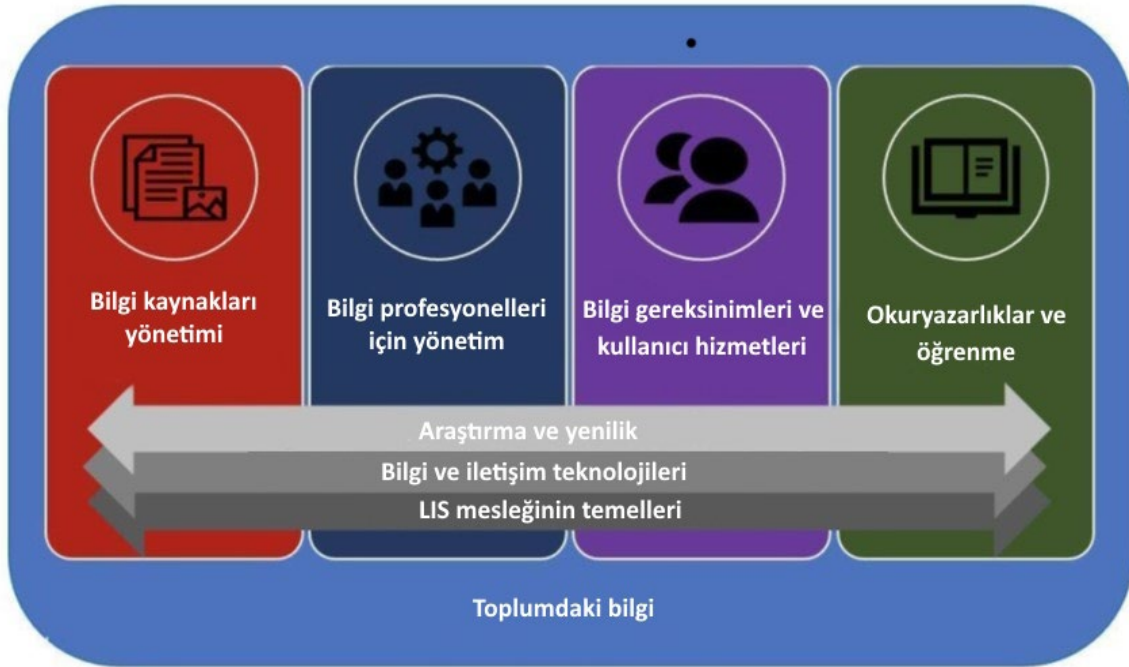 Bilgi kaynakları
yönetimi
Bilgi profesyonelleri
için yönetim
Bilgi gereksinimleri ve
kullanıcı hizmetleri
Okuryazarlıklar ve
öğrenme
Araştırma ve yenilik
Bilgi ve iletişim teknolojileri
LIS mesleğinin temelleri
Toplumdaki bilgi